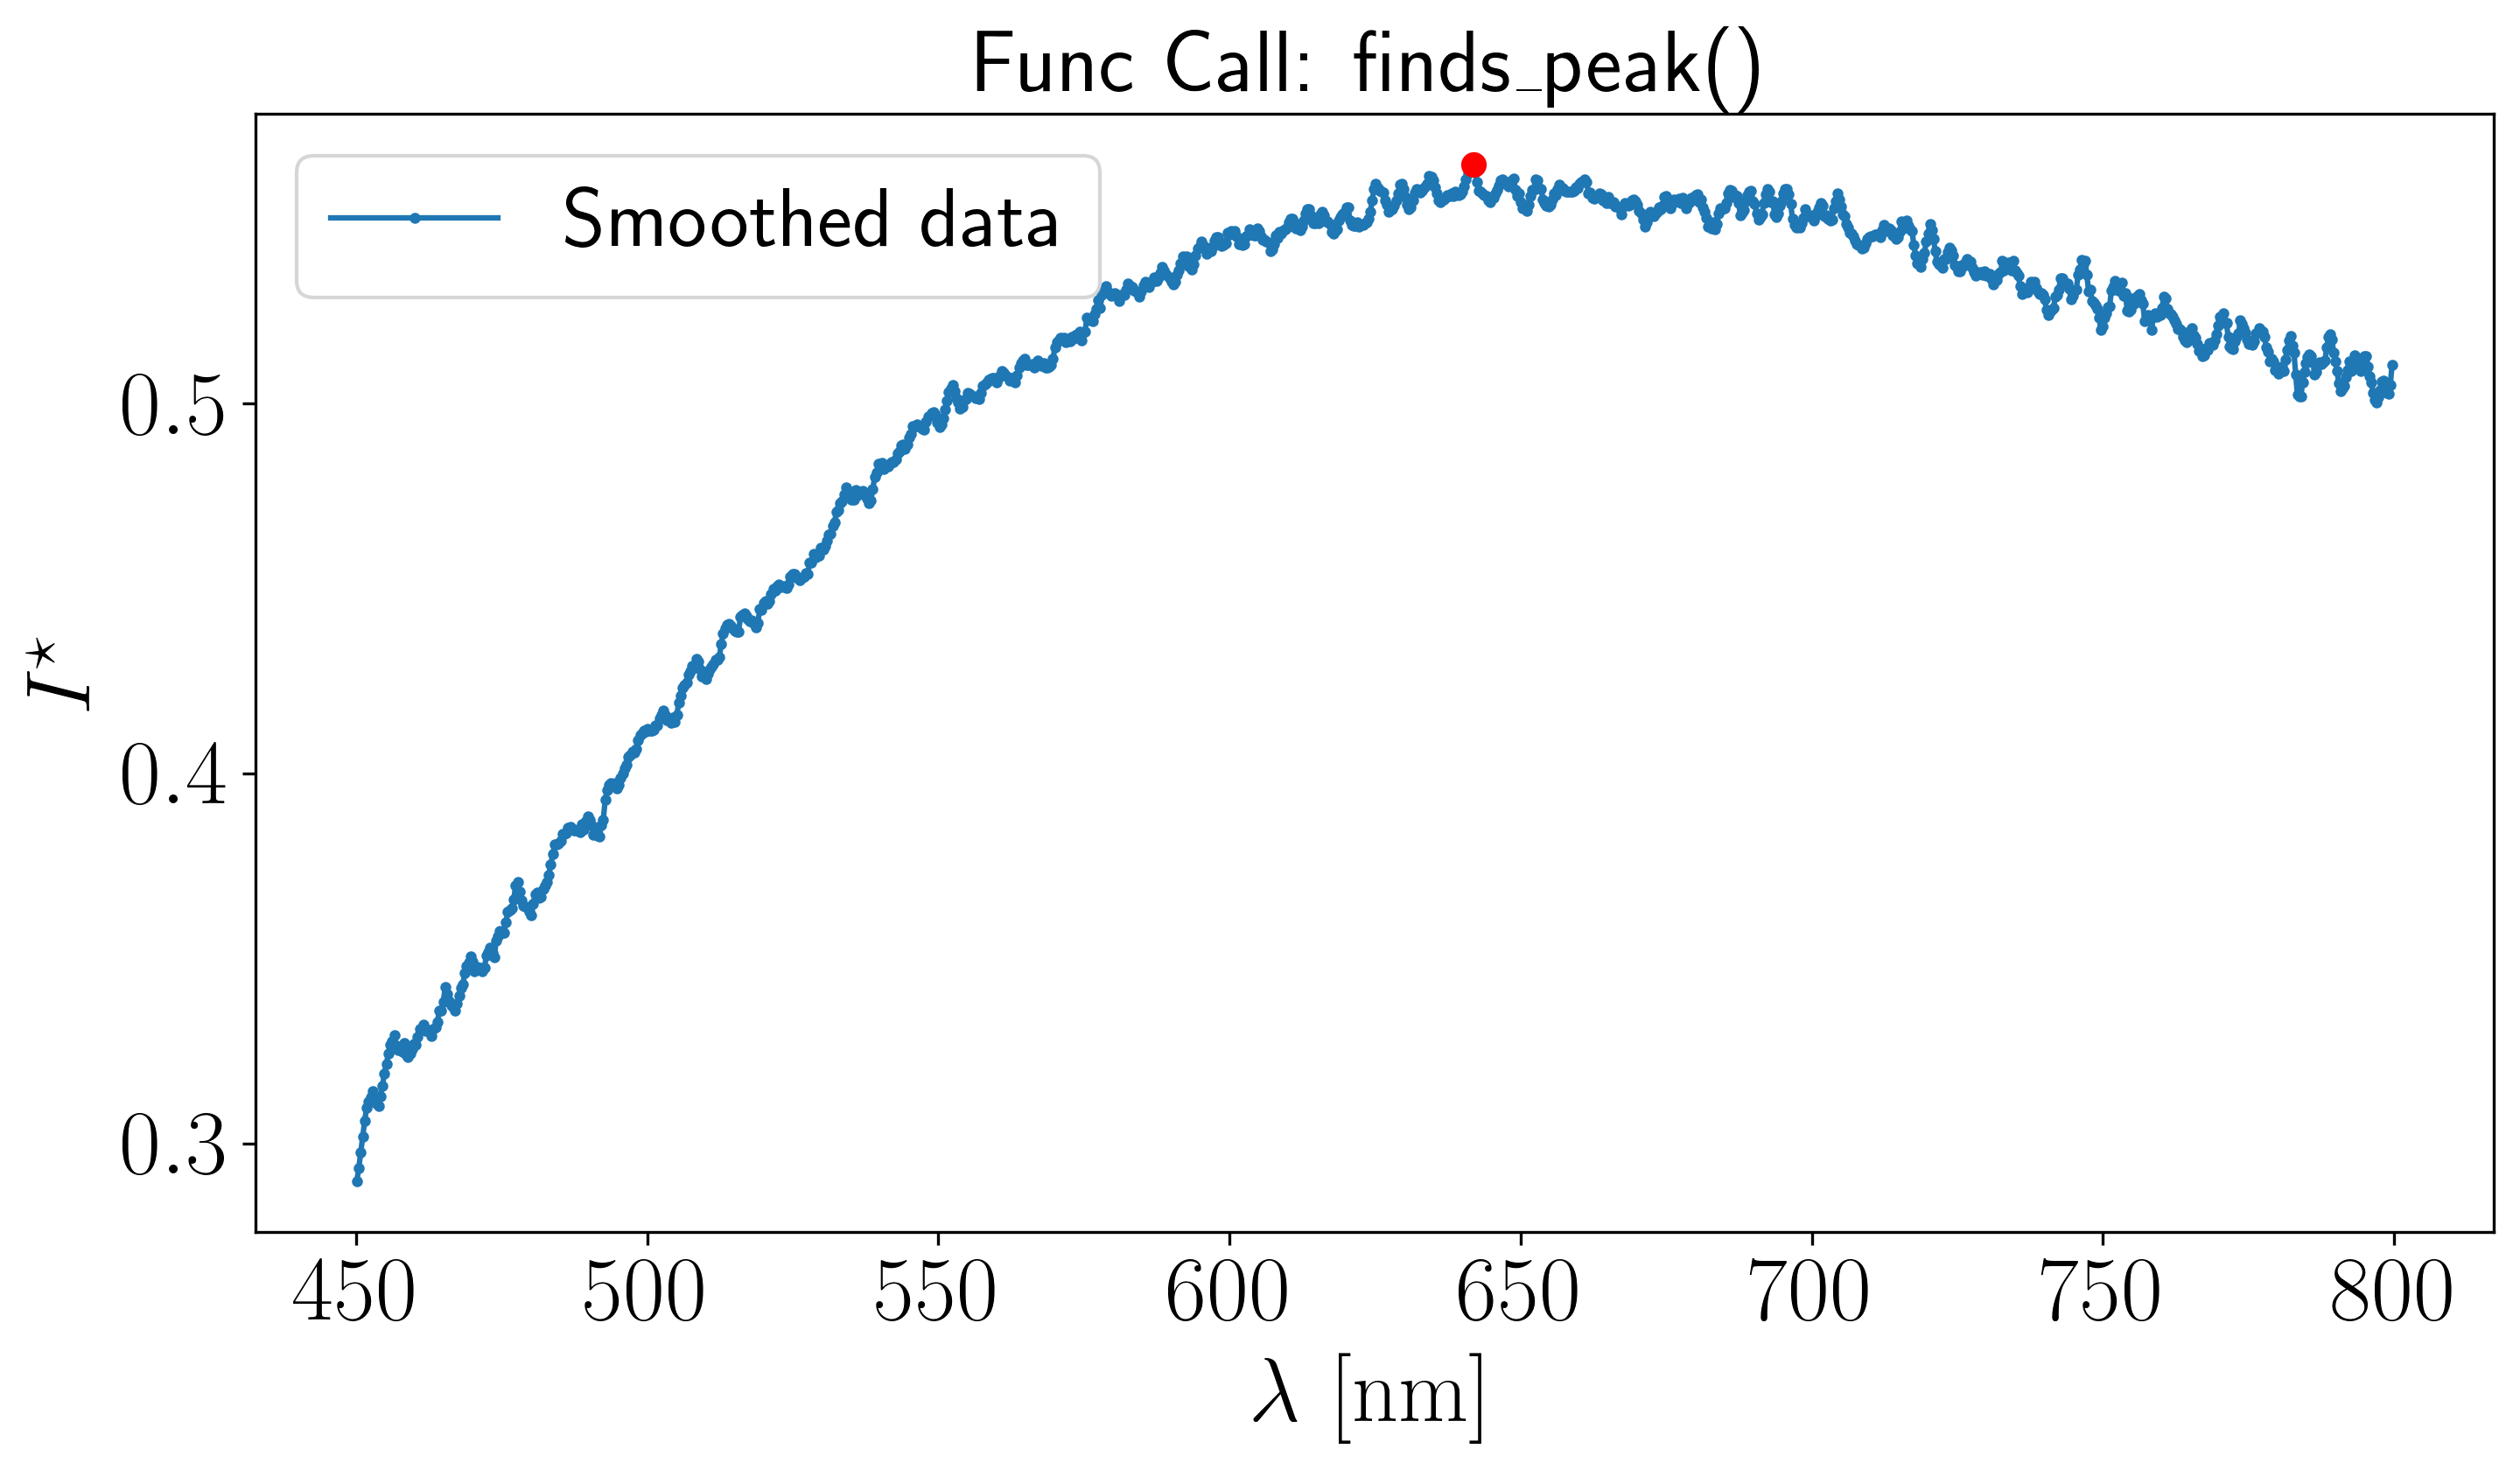 Func Call: finds_peak()
Smoothed data
I⋆
0.5
0.4
0.3
450 500 550 600 650 700 750 800
λ [nm]